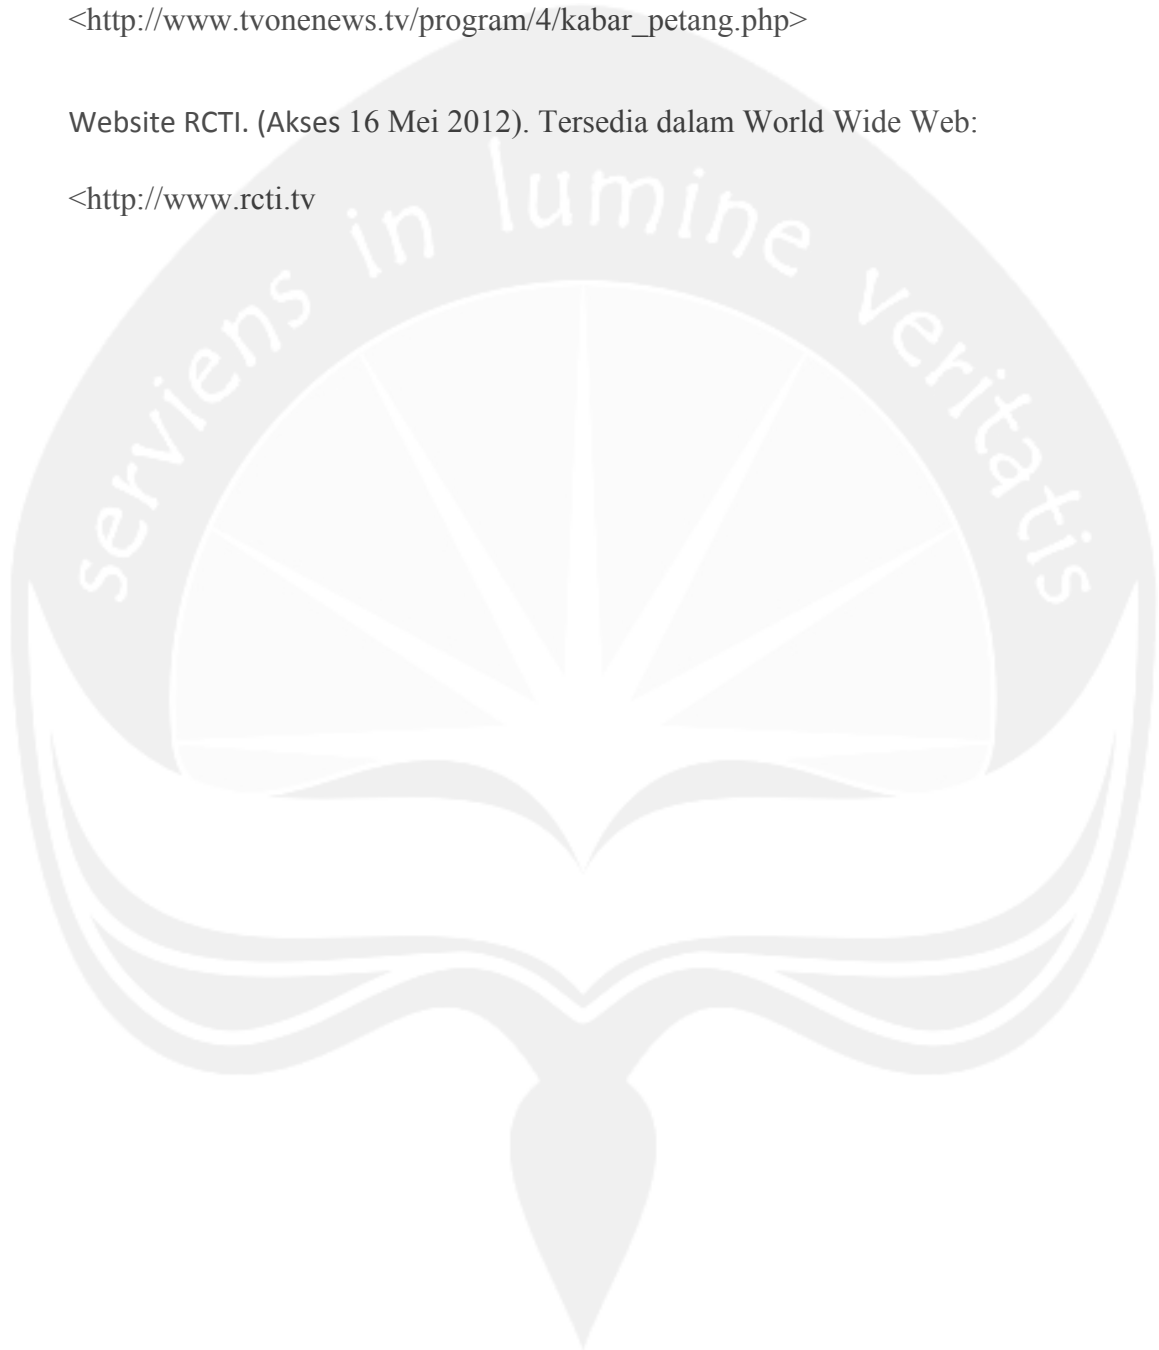 <http://www.tvonenews.tv/program/4/kabar_petang.php>
Website RCTI. (Akses 16 Mei 2012). Tersedia dalam World Wide Web:
<http://www.rcti.tv
serviens in lumine veritatis